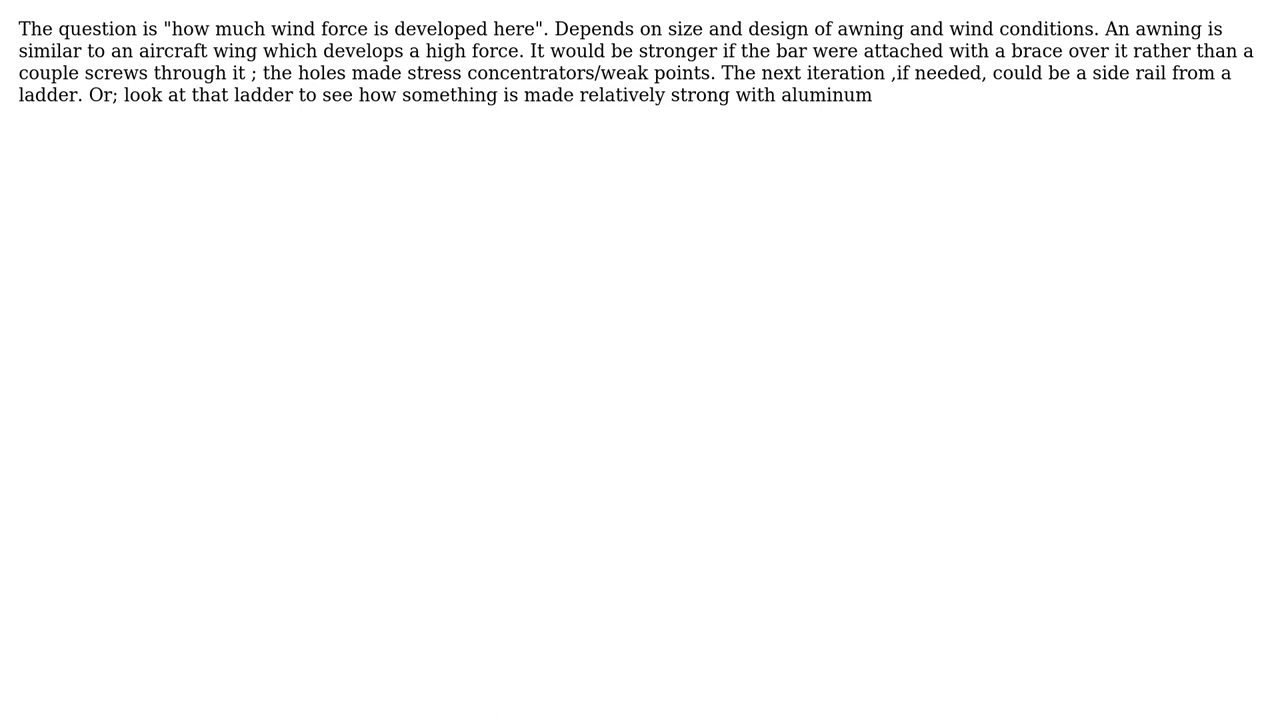 The question is "how much wind force is developed here". Depends on size and design of awning and wind conditions. An awning is
similar to an aircraft wing which develops a high force. It would be stronger if the bar were attached with a brace over it rather than a
couple screws through it ; the holes made stress concentrators/weak points. The next iteration ,if needed, could be a side rail from a
ladder. Or; look at that ladder to see how something is made relatively strong with aluminum